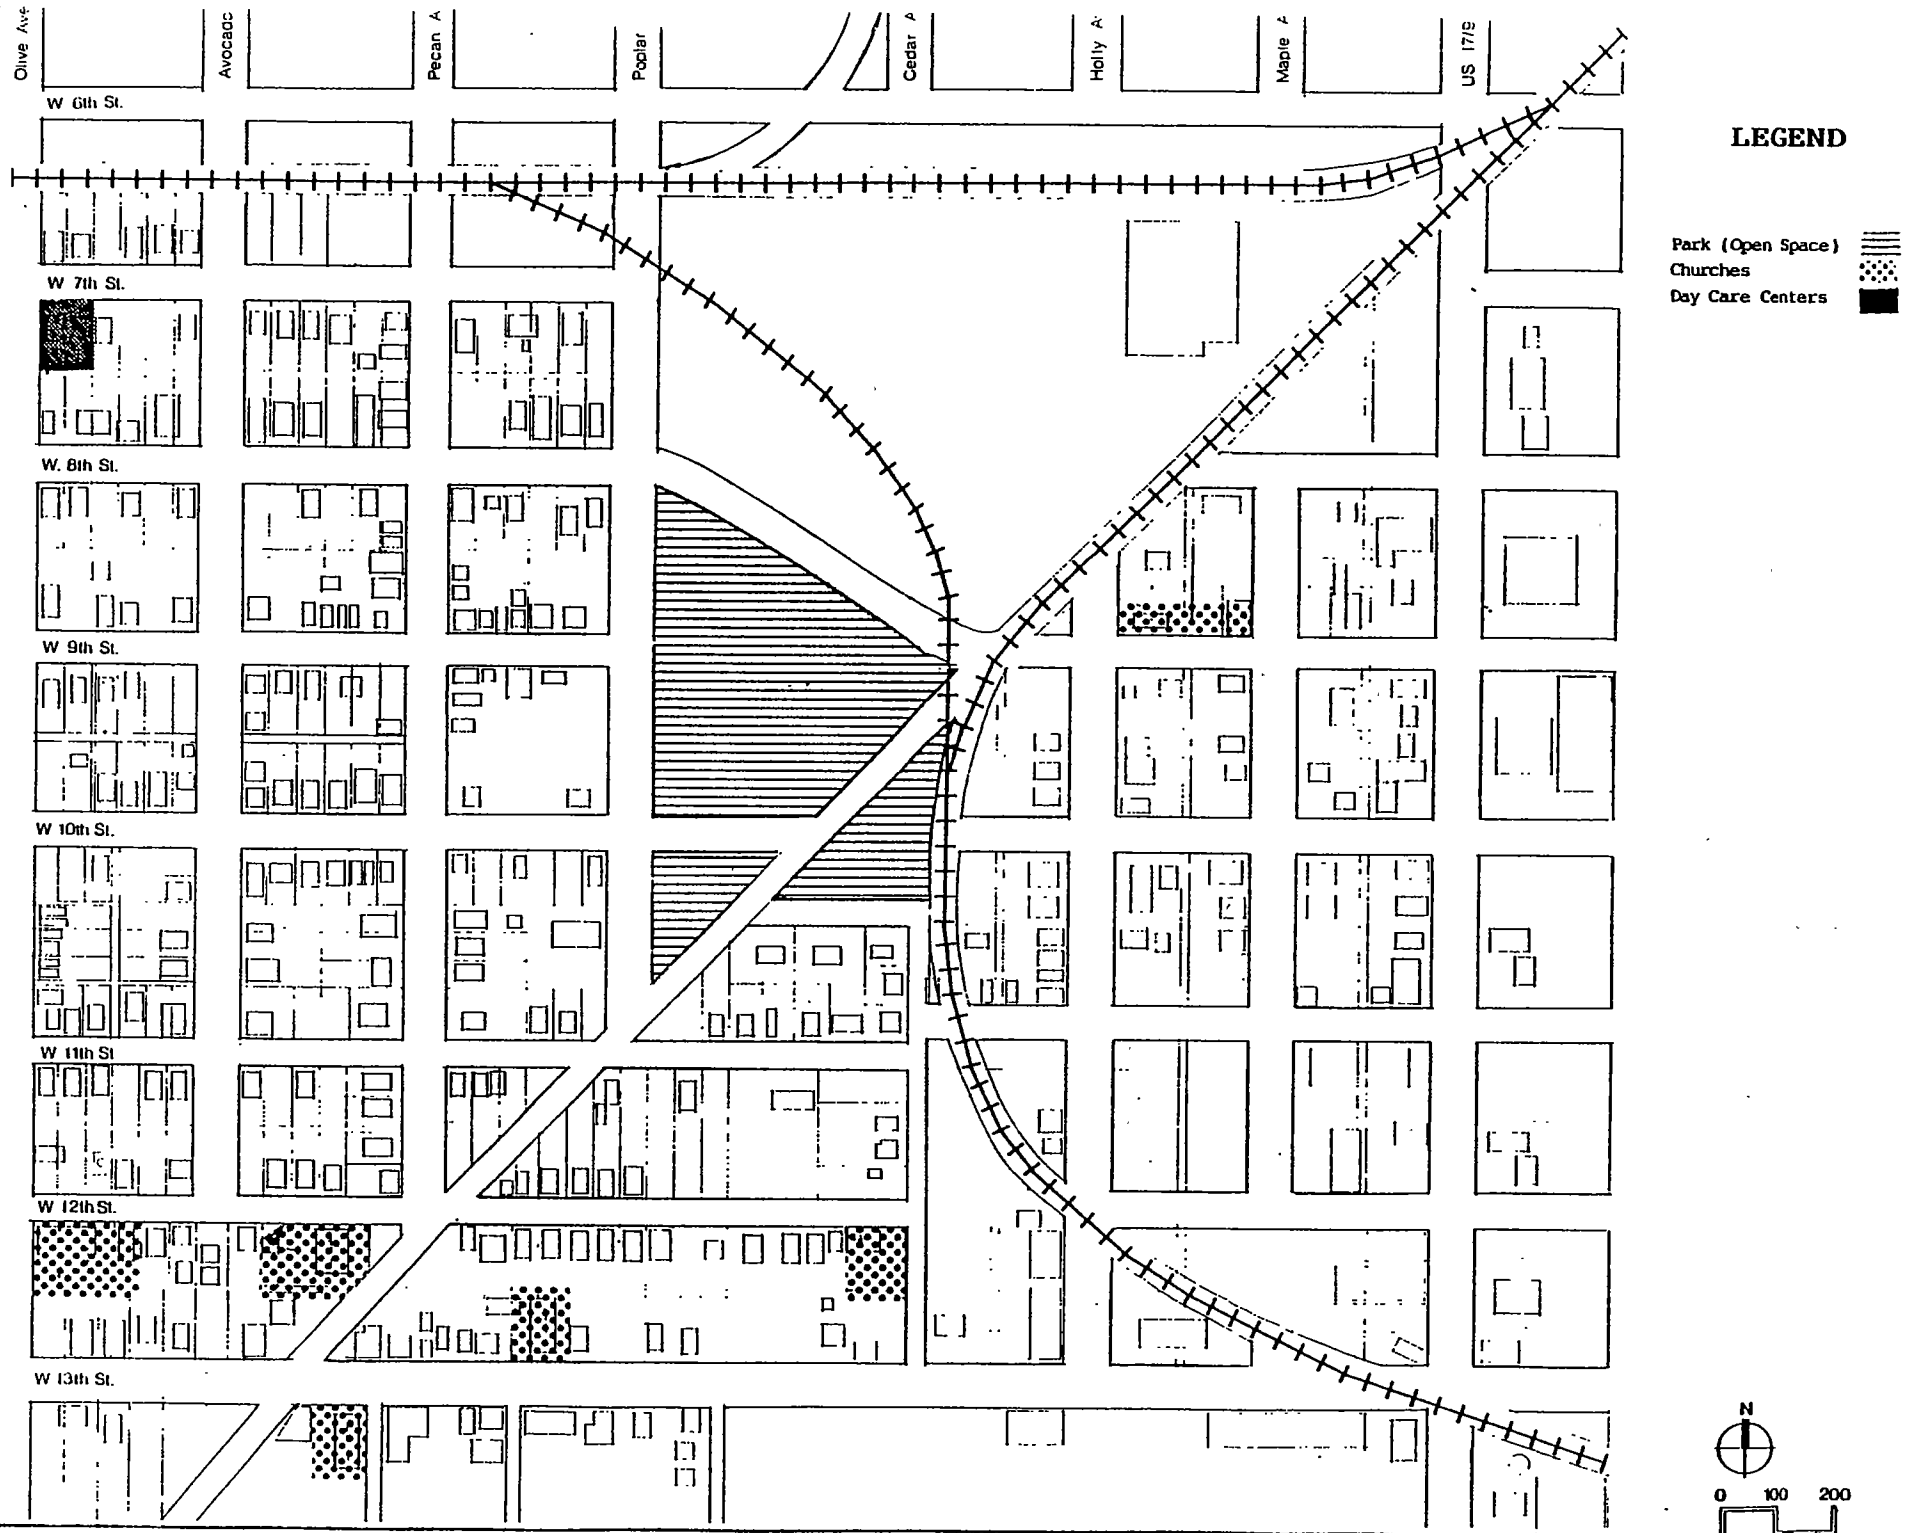 Olive Ave
Avocado
Pecan A
Poplar
Cedar A
Holly A
Maple A
US 17/9
W 6th St.
LEGEND
Park (Open Space)
Churches
Day Care Centers
W 7th St.
W. 8th St.
W 9th St.
W 10th St.
W 11th St
W 12th St.
W 13th St.
N
0 100 200